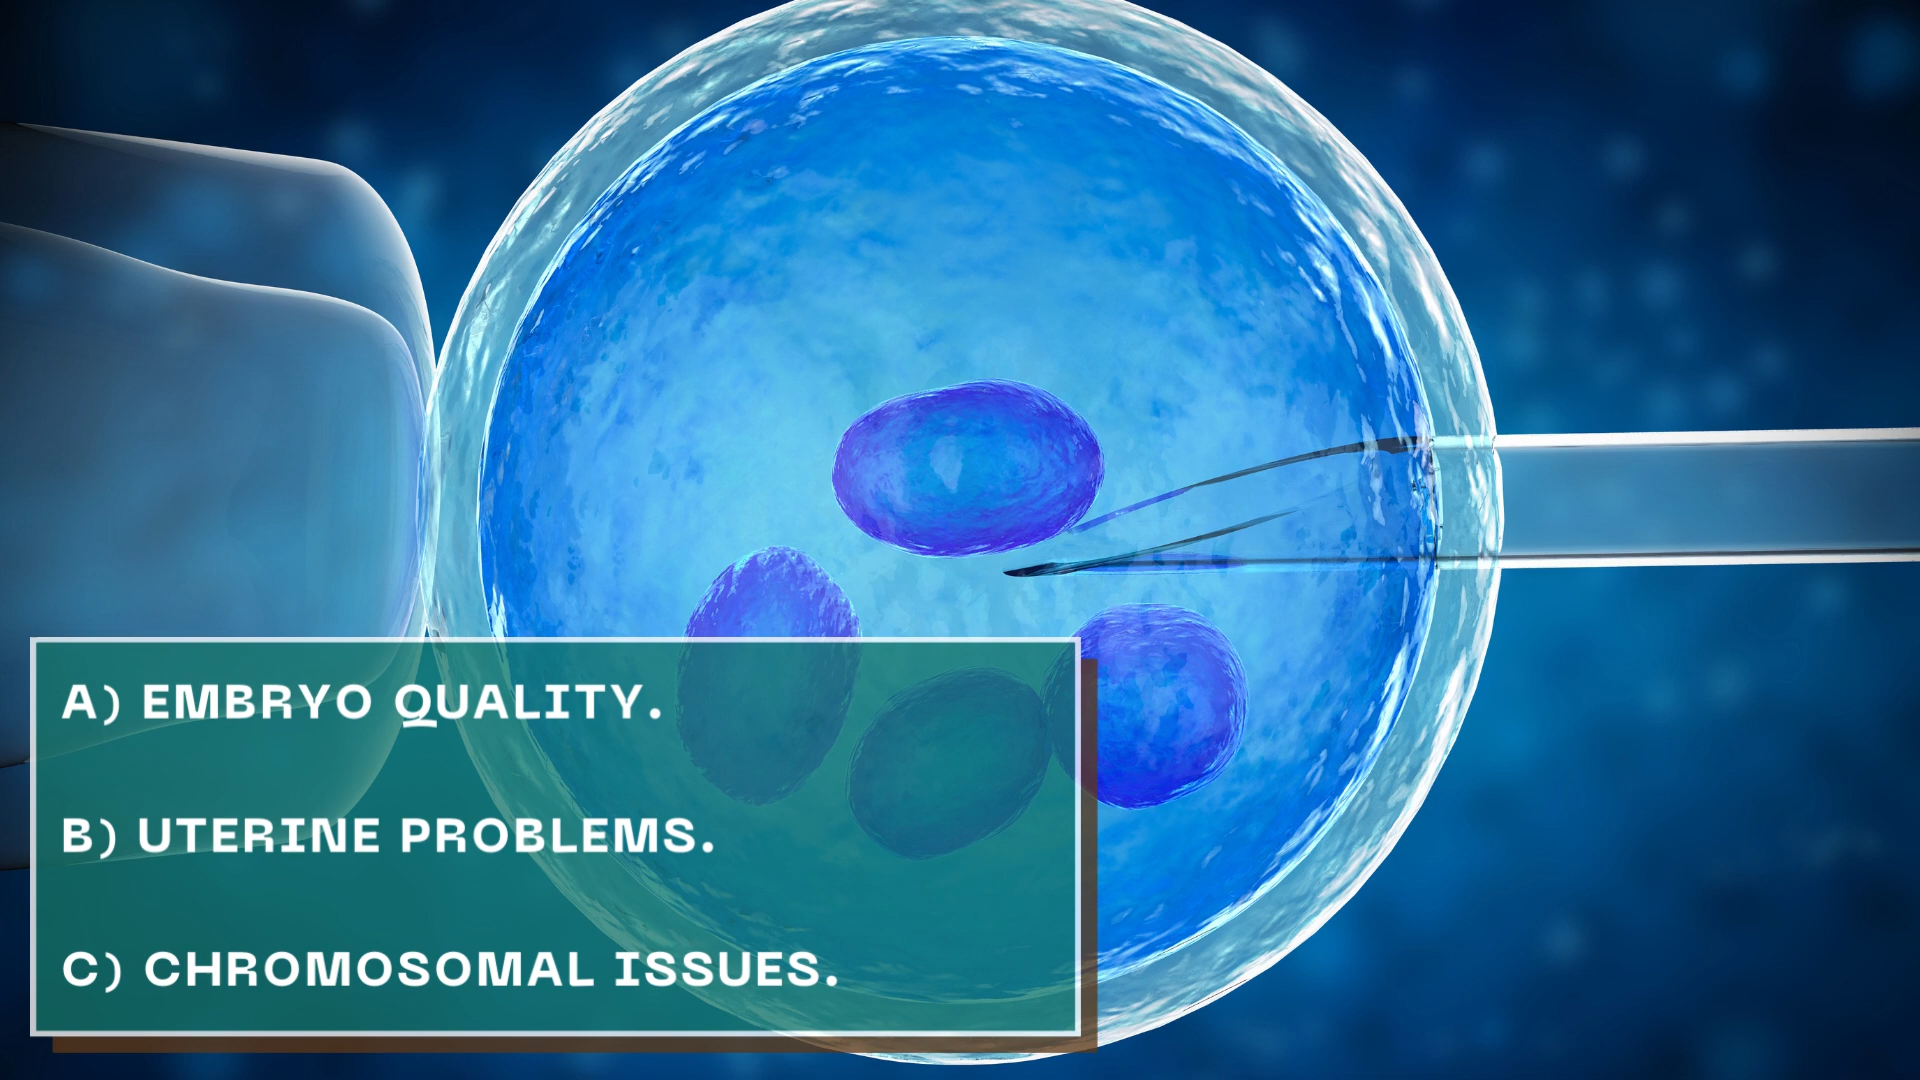 A) EMBRYO QUALITY.
B) UTERINE PROBLEMS.
C) CHROMOSOMAL ISSUES.